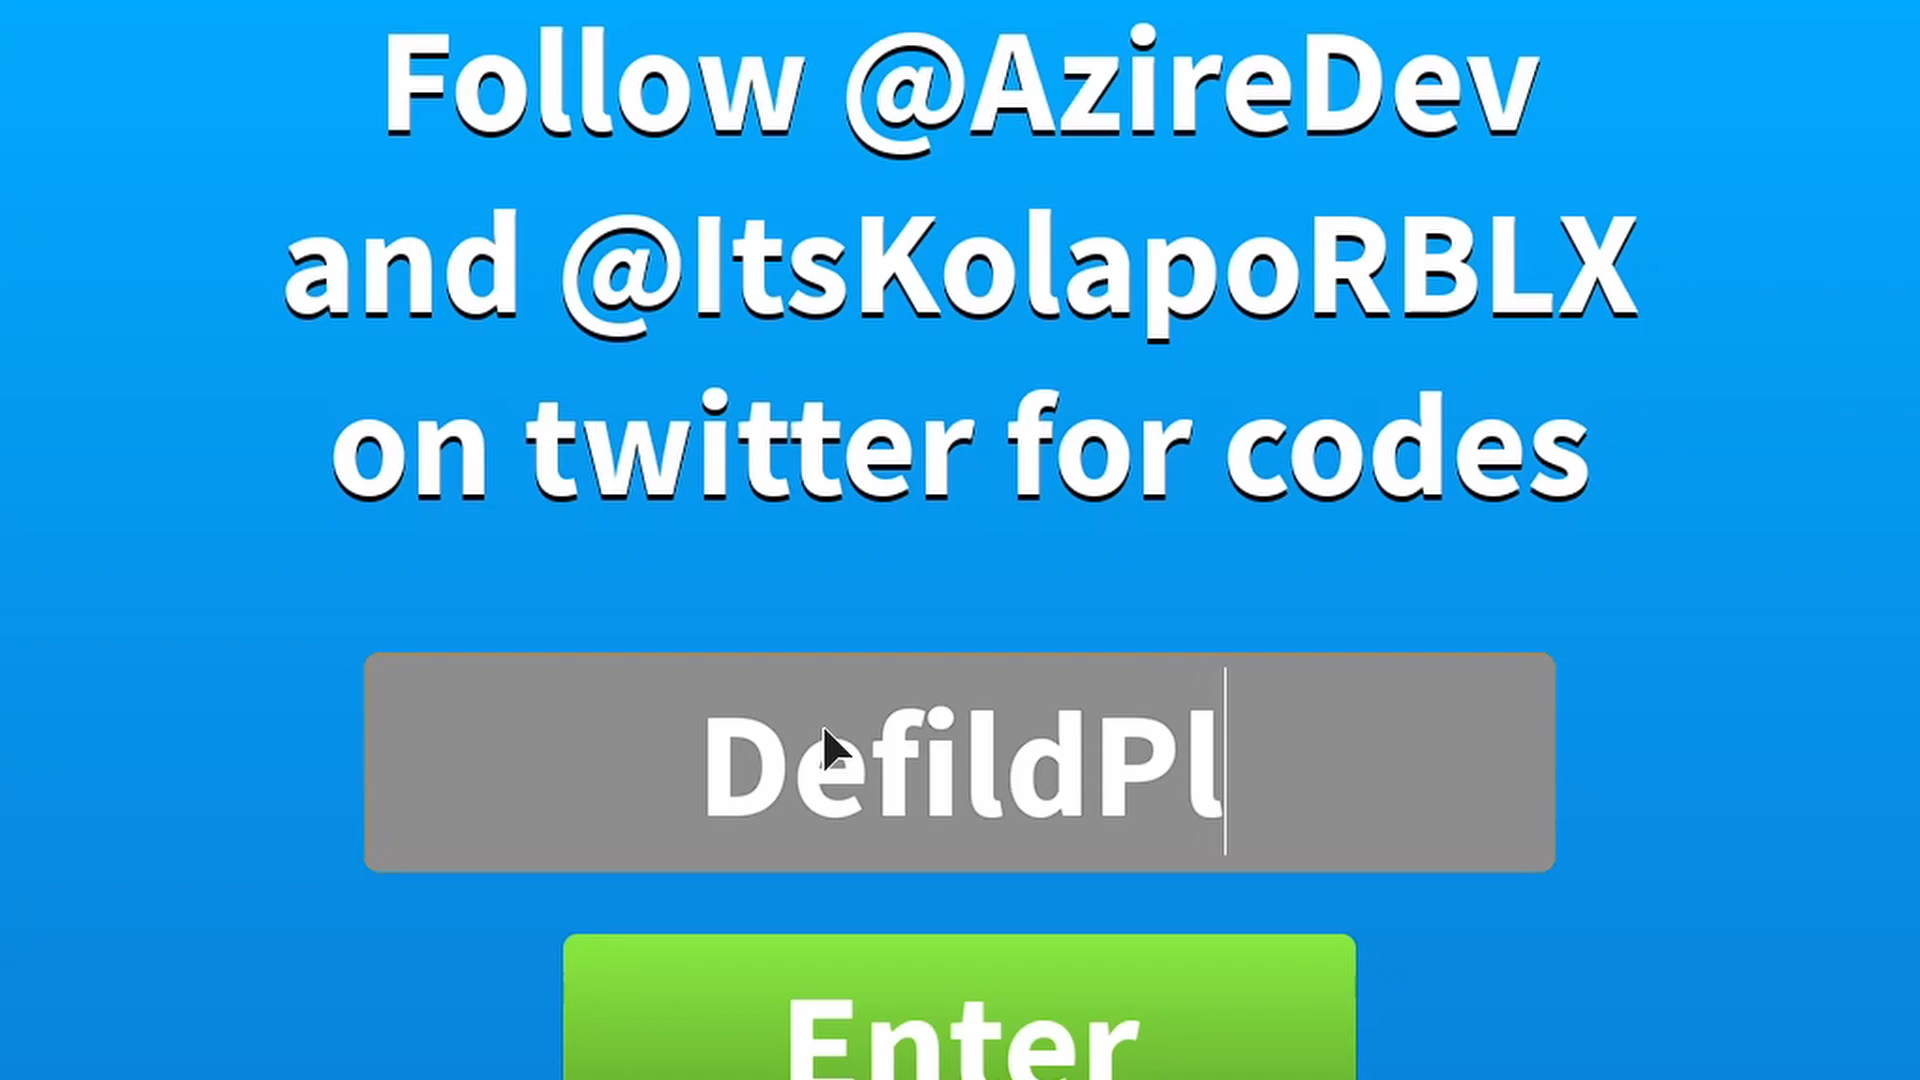 Follow @AzireDev
and @ItsKolapoRBLX
on twitter for codes
DefildPl
Enter